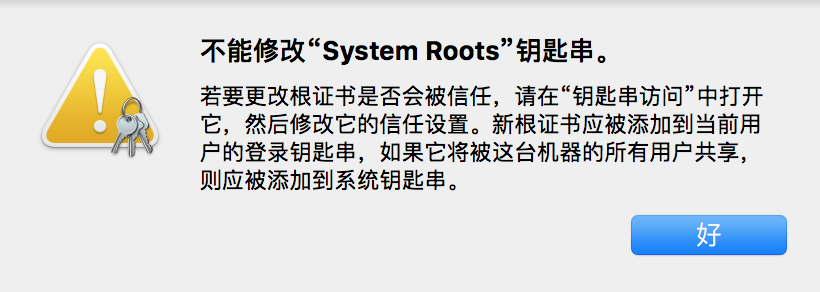 不能修改“System Roots”钥匙串。
若要更改根证书是否会被信任，请在“钥匙串访问”中打开
它，然后修改它的信任设置。新根证书应被添加到当前用
户的登录钥匙串，如果它将被这台机器的所有用户共享，
则应被添加到系统钥匙串。
好